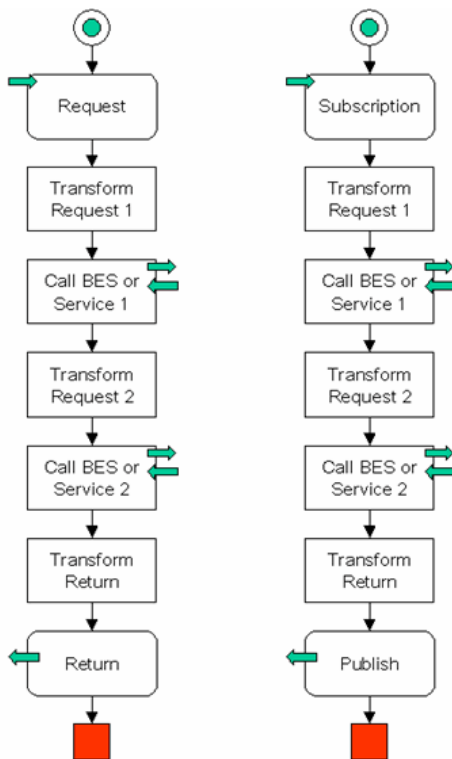 Request
Transform
Request 1
Call BES or
Service 1
Transform
Request 2
Call BES or
Service 2
Transform
Return
Return
Subscription
Transform
Request 1
Call BES or
Service 1
Transform
Request 2
Call BES or
Service 2
Transform
Return
Publish